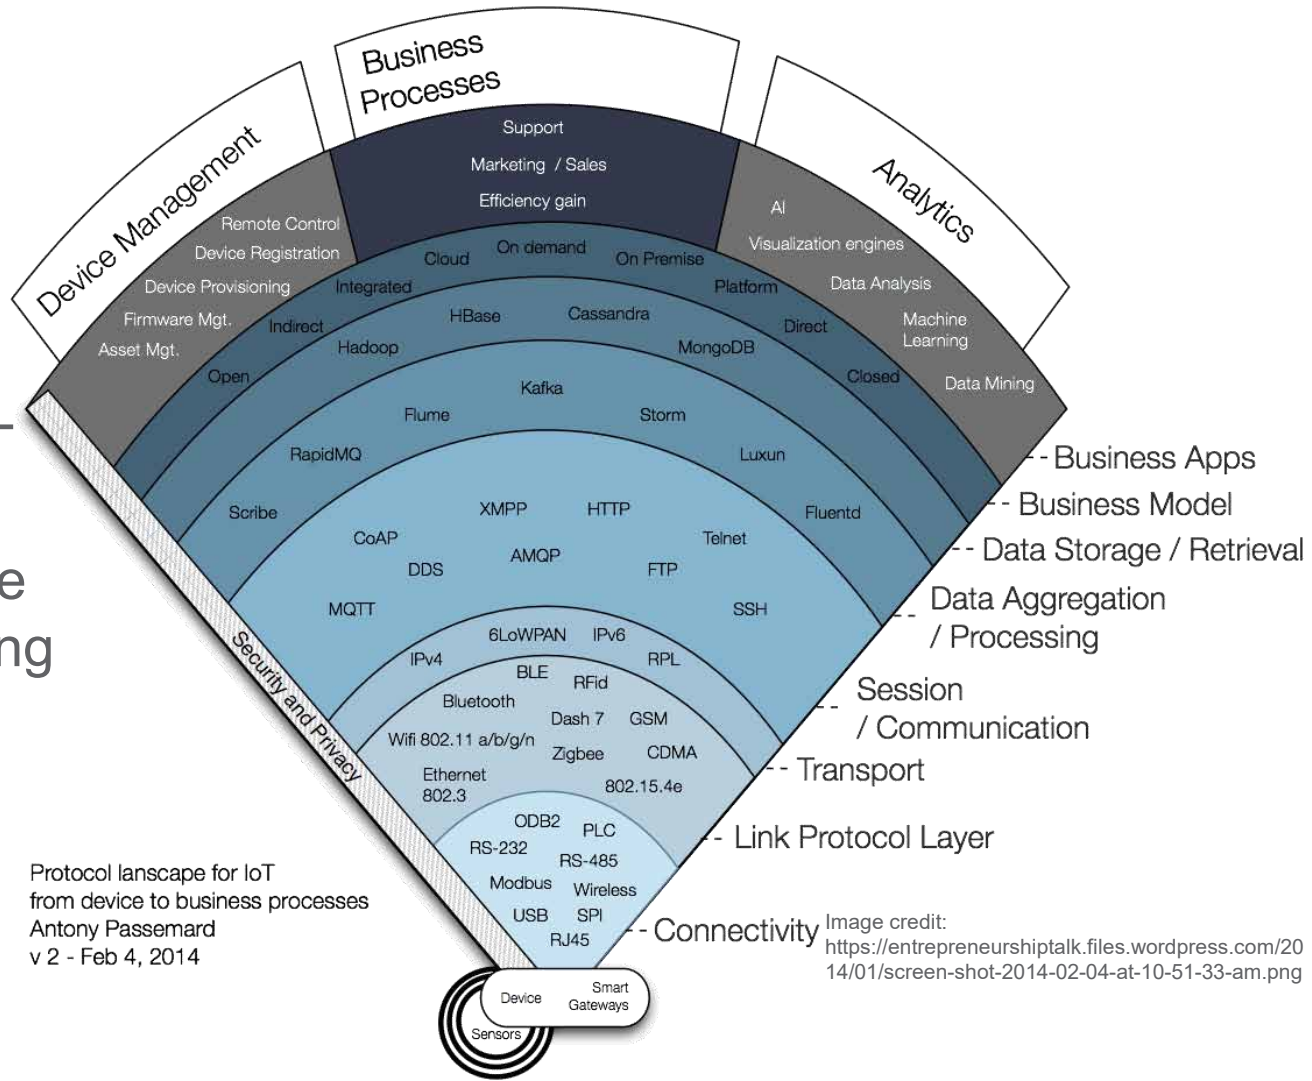 Business
Processes
Device Management
Analytics
Support
Marketing / Sales
Efficiency gain
Remote Control
Device Registration
Device Provisioning
Firmware Mgt.
Asset Mgt.
AI
Visualization engines
Data Analysis
Machine
Learning
Data Mining
Open
Indirect
Integrated
Cloud
On demand
On Premise
Platform
Direct
Closed
Hadoop
HBase
Cassandra
MongoDB
Scribe
RapidMQ
Flume
Kafka
Storm
Luxun
Fluentd
MQTT
CoAP
DDS
XMPP
AMQP
HTTP
FTP
Telnet
SSH
IPv4
6LoWPAN
IPv6
RPL
BLE
RFid
Bluetooth
Dash 7
GSM
Wifi 802.11 a/b/g/n
Zigbee
CDMA
Ethernet
802.3
802.15.4e
ODB2
PLC
RS-232
RS-485
Modbus
Wireless
USB
SPI
RJ45
Device
Smart
Gateways
Sensors
Security and Privacy
Business Apps
Business Model
Data Storage / Retrieval
Data Aggregation
/ Processing
Session
/ Communication
Transport
Link Protocol Layer
Connectivity
e
ng
Protocol lanscape for IoT
from device to business processes
Antony Passemard
v 2 - Feb 4, 2014
Image credit:
https://entrepreneurshiptalk.files.wordpress.com/20
14/01/screen-shot-2014-02-04-at-10-51-33-am.png